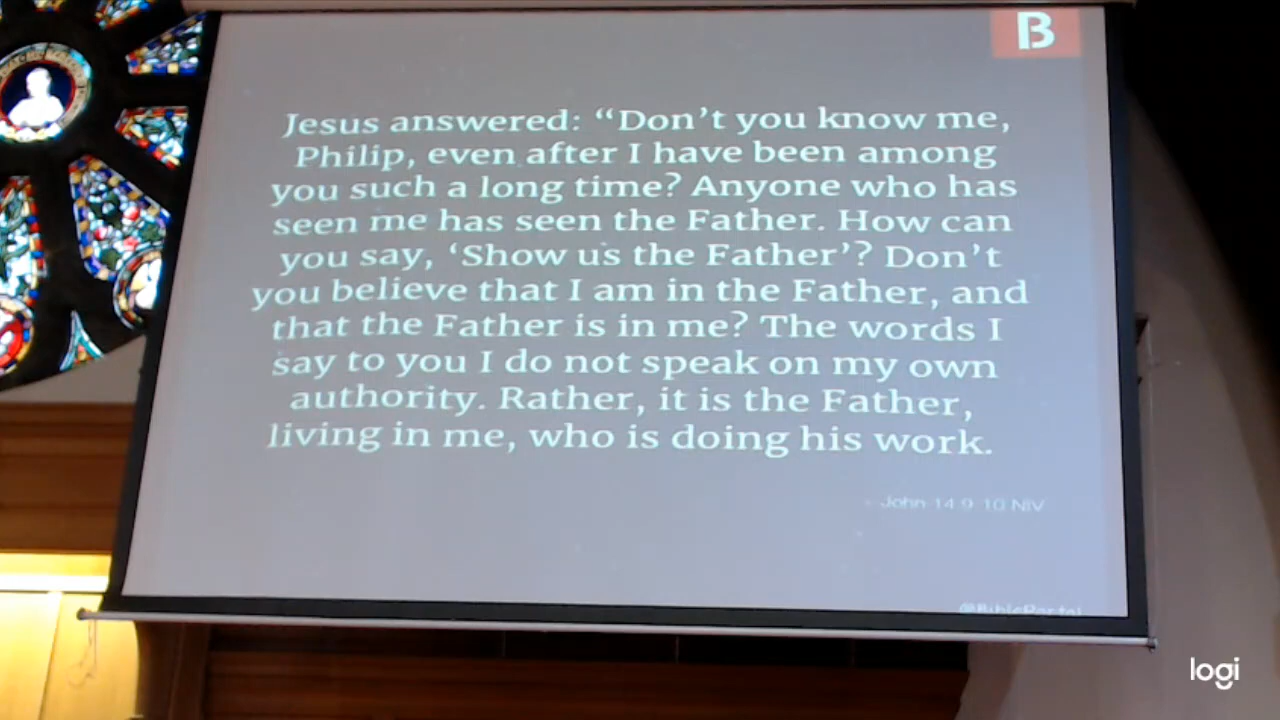 B
Jesus answered: “Don’t you know me,
Philip, even after I have been among
you such a long time? Anyone who has
seen me has seen the Father. How can
you say, ‘Show us the Father’? Don’t
you believe that I am in the Father, and
that the Father is in me? The words I
say to you I do not speak on my own
authority. Rather, it is the Father,
living in me, who is doing his work.
- John 14:9-10 NIV
@BiblePortal
logi